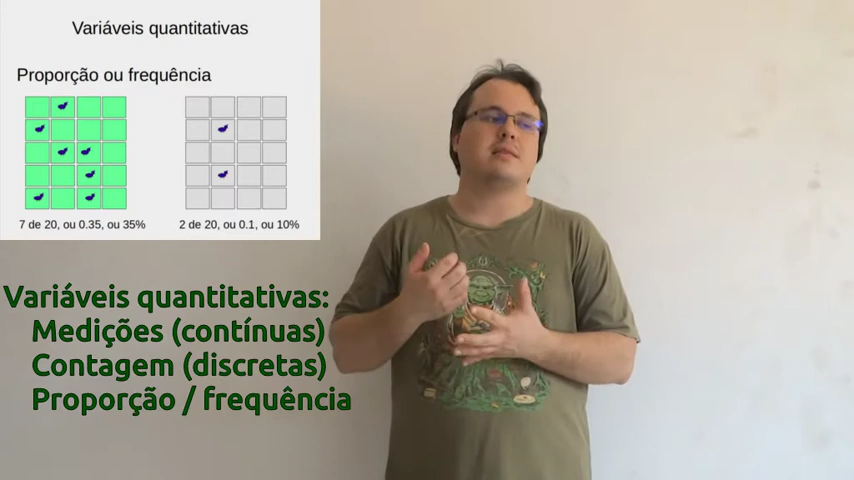 Variáveis quantitativas
Proporção ou frequência
7 de 20, ou 0.35, ou 35%
2 de 20, ou 0.1, ou 10%
Variáveis quantitativas:
Medições (contínuas)
Contagem (discretas)
Proporção / frequência